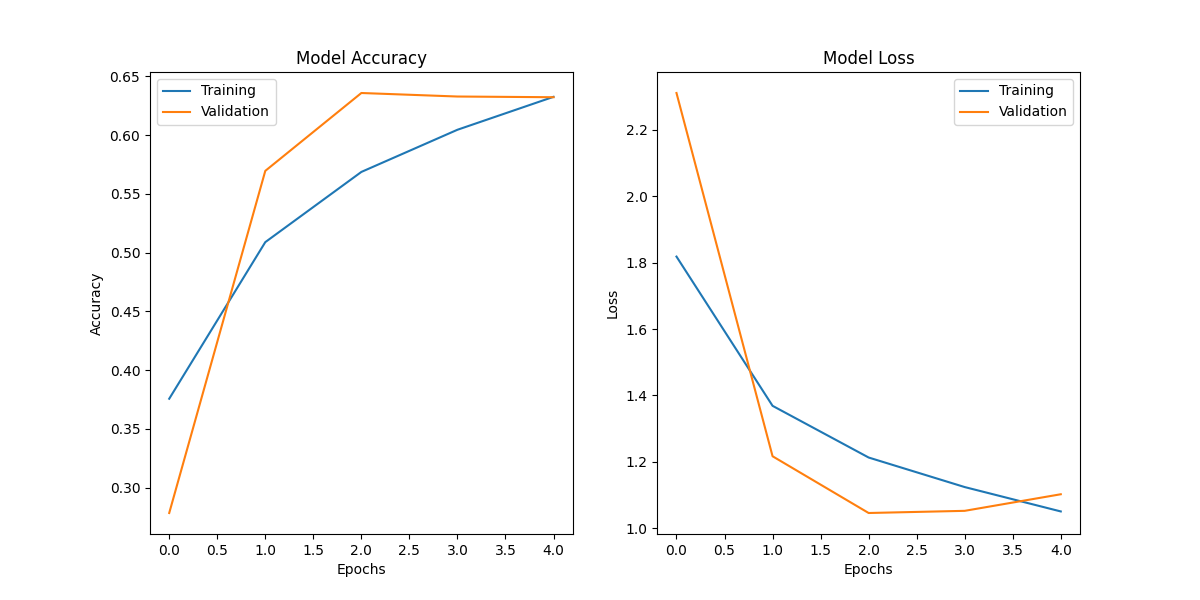 Model Accuracy
Training
Validation
0.65
0.60
0.55
0.50
0.45
0.40
0.35
0.30
Accuracy
0.0 0.5 1.0 1.5 2.0 2.5 3.0 3.5 4.0
Epochs
Model Loss
Training
Validation
2.2
2.0
1.8
1.6
1.4
1.2
1.0
Loss
0.0 0.5 1.0 1.5 2.0 2.5 3.0 3.5 4.0
Epochs